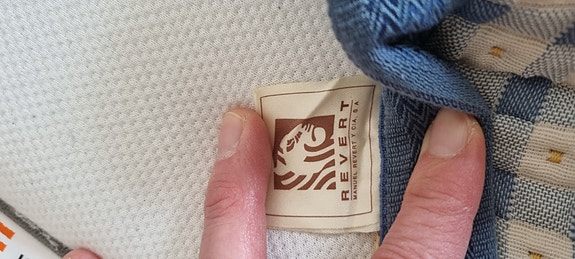 REVERT
MANUEL REVERT Y CIA, S.A